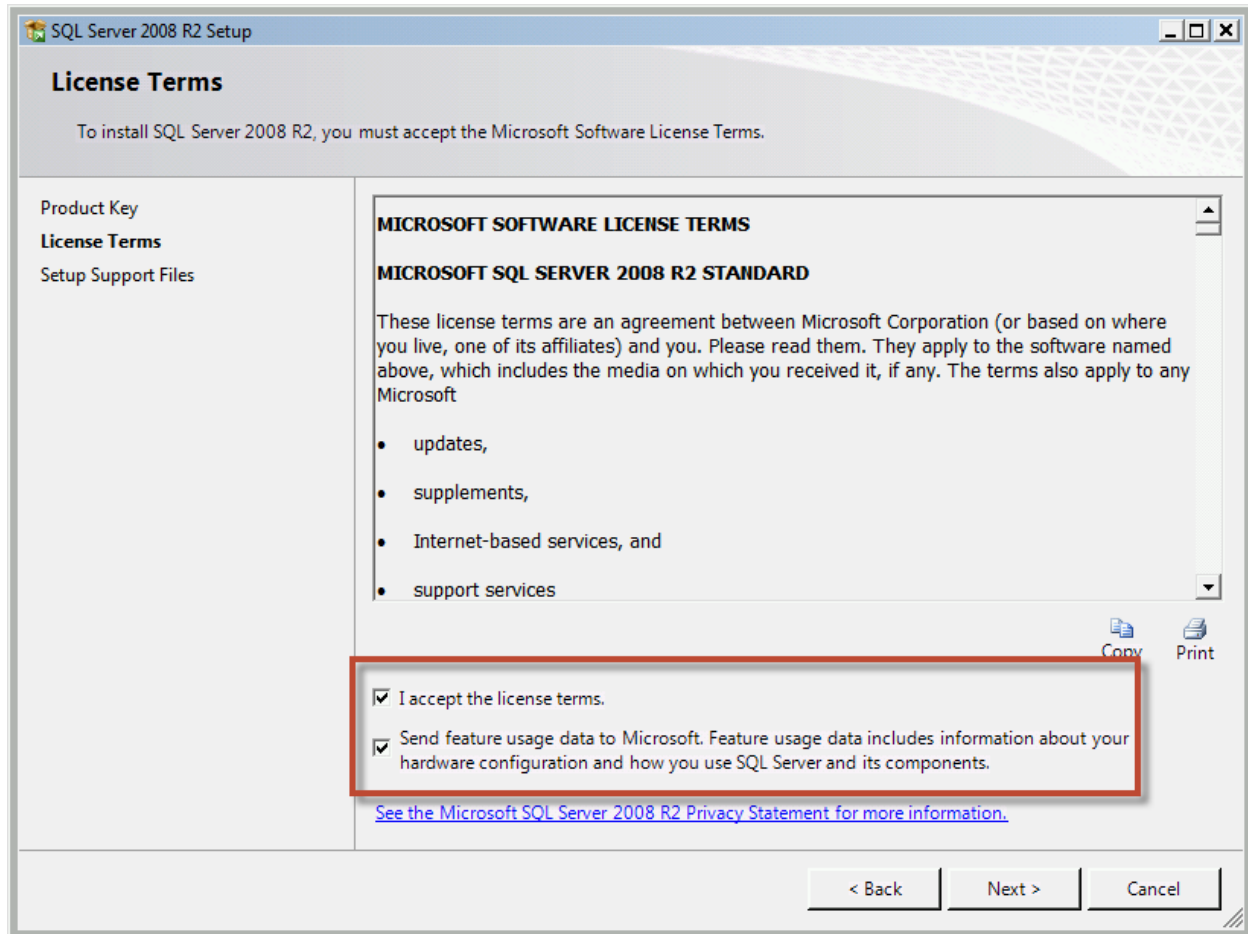 SQL Server 2008 R2 Setup
License Terms
To install SQL Server 2008 R2, you must accept the Microsoft Software License Terms.
Product Key
License Terms
Setup Support Files
MICROSOFT SOFTWARE LICENSE TERMS
MICROSOFT SQL SERVER 2008 R2 STANDARD
These license terms are an agreement between Microsoft Corporation (or based on where
you live, one of its affiliates) and you. Please read them. They apply to the software named
above, which includes the media on which you received it, if any. The terms also apply to any
Microsoft
• updates,
• supplements,
• Internet-based services, and
• support services
Copy Print
I accept the license terms.
Send feature usage data to Microsoft. Feature usage data includes information about your
hardware configuration and how you use SQL Server and its components.
See the Microsoft SQL Server 2008 R2 Privacy Statement for more information.
< Back Next > Cancel